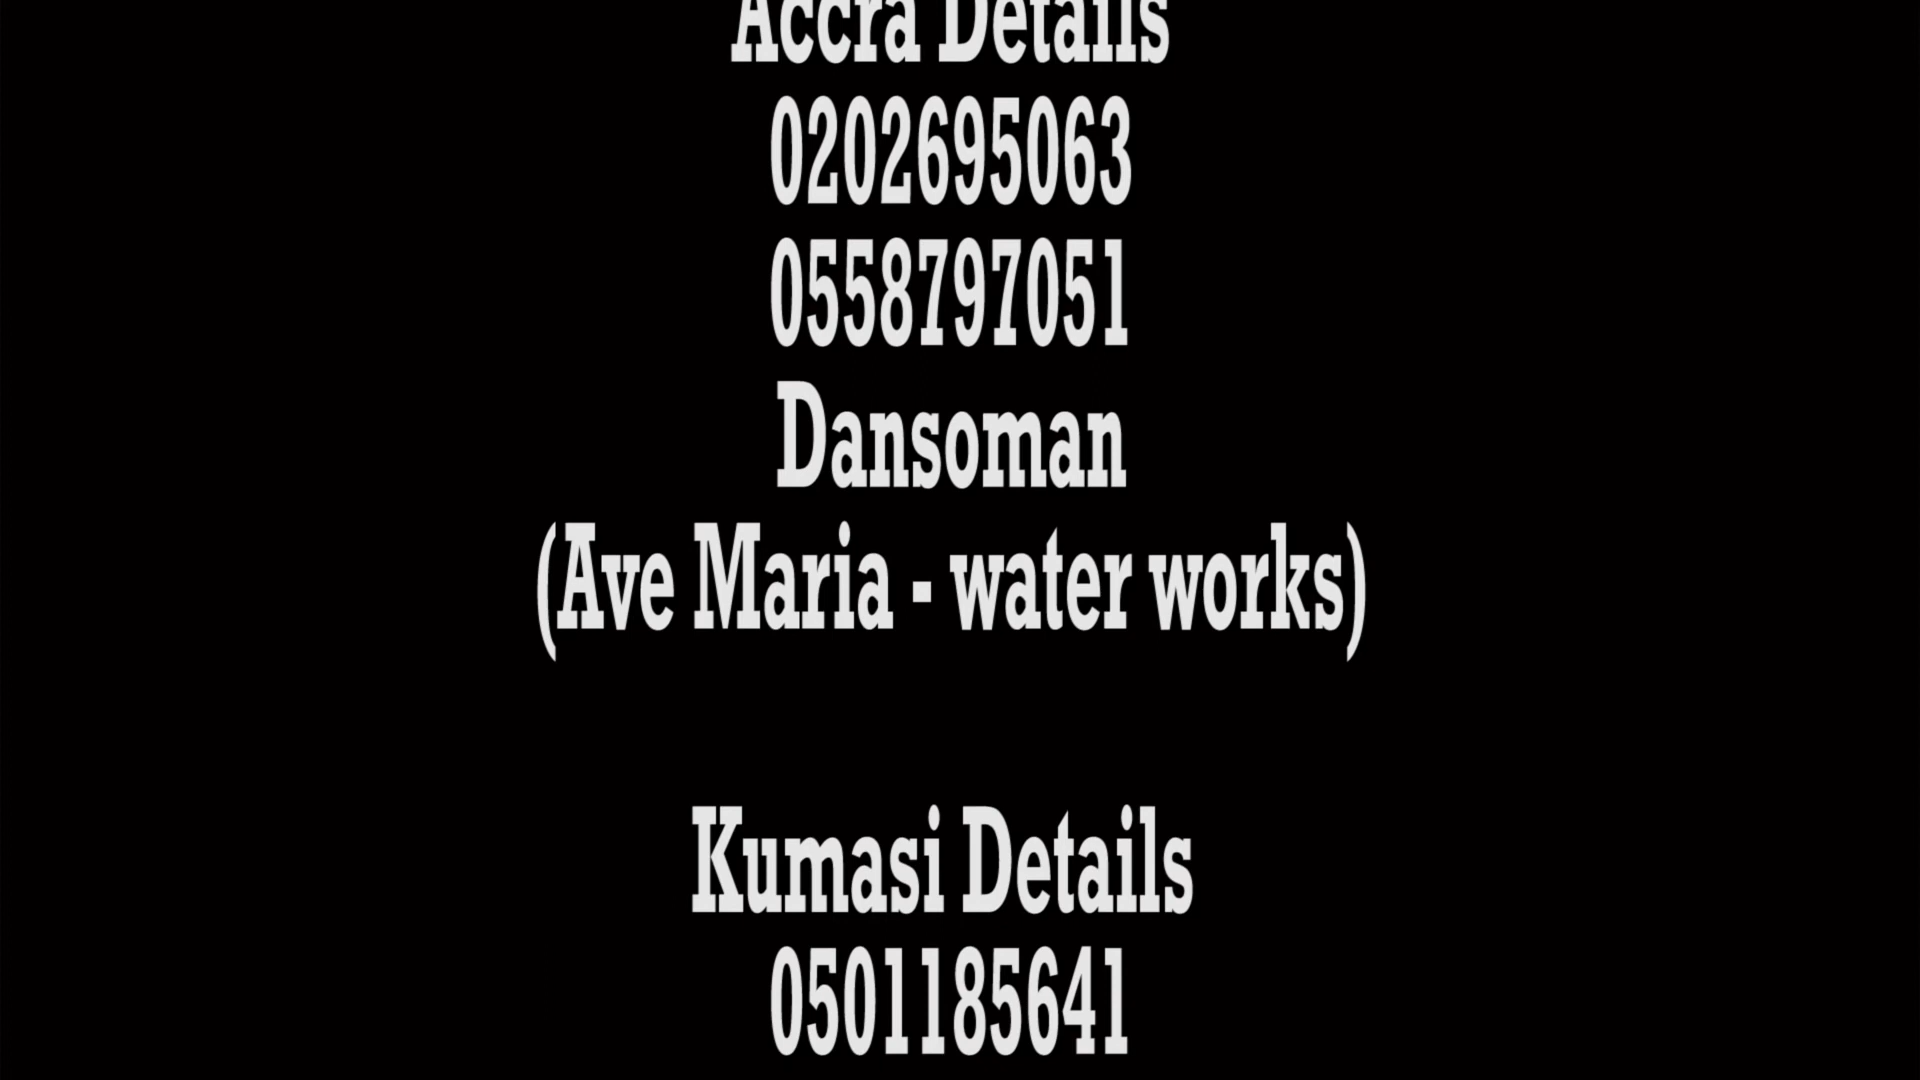 Accra Details
0202695063
0558797051
Dansoman
(Ave Maria - water works)
Kumasi Details
0501185641